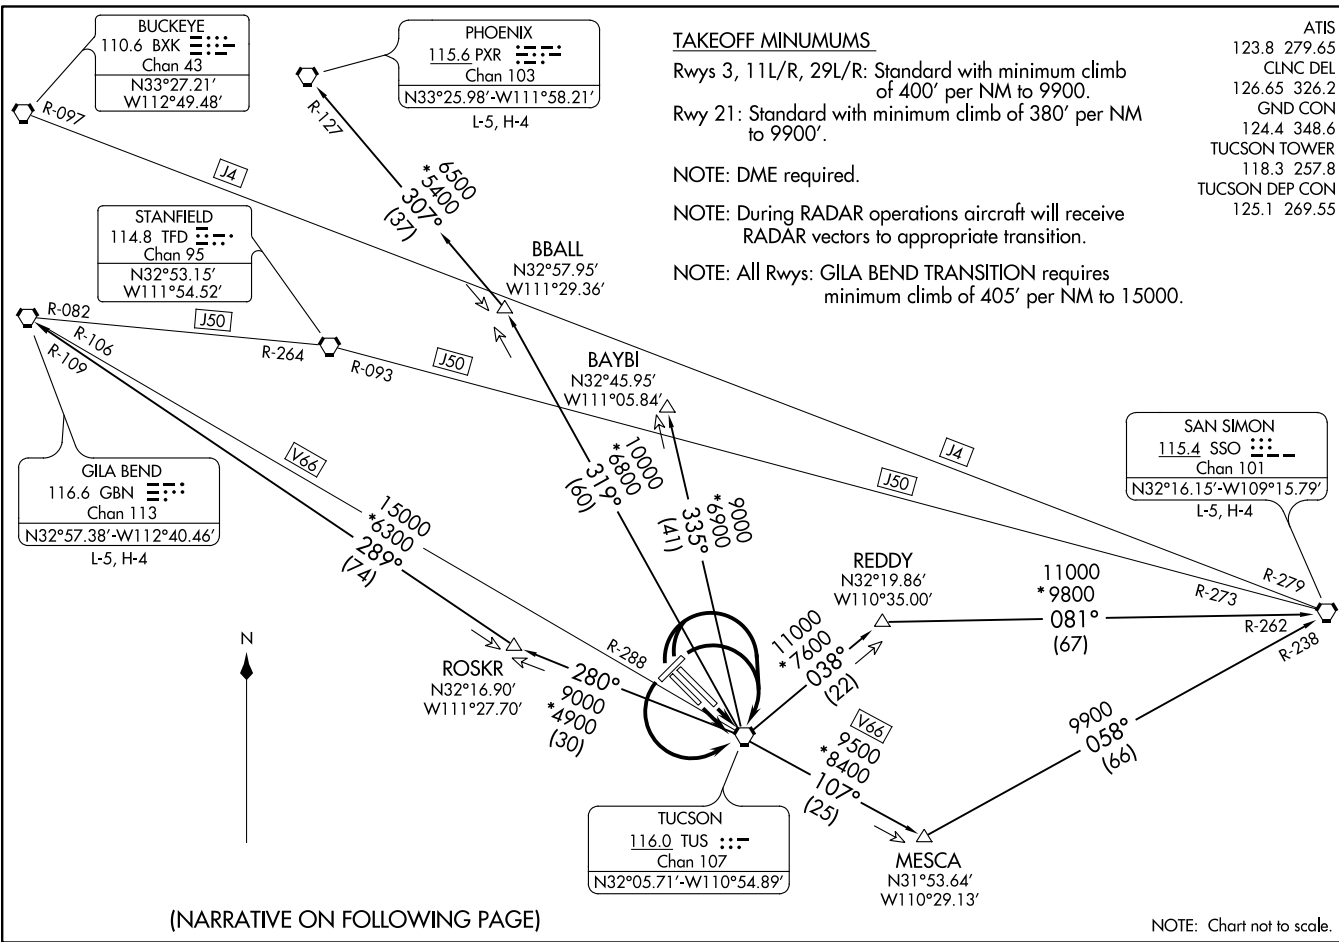 BUCKEYE
110.6 BXK
Chan 43
N33°27.21'
W112°49.48'
PHOENIX
115.6 PXR
Chan 103
N33°25.98'-W111°58.21'
L-5, H-4
TAKEOFF MINUMUMS
Rwys 3, 11L/R, 29L/R: Standard with minimum climb
of 400' per NM to 9900.
Rwy 21: Standard with minimum climb of 380' per NM
to 9900'.
NOTE: DME required.
NOTE: During RADAR operations aircraft will receive
RADAR vectors to appropriate transition.
NOTE: All Rwys: GILA BEND TRANSITION requires
minimum climb of 405' per NM to 15000.
ATIS
123.8 279.65
CLNC DEL
126.65 326.2
GND CON
124.4 348.6
TUCSON TOWER
118.3 257.8
TUCSON DEP CON
125.1 269.55
R-097
R-127
J4
6500
*5400
307°
(37)
STANFIELD
114.8 TFD
Chan 95
N32°53.15'
W111°54.52'
BBALL
N32°57.95'
W111°29.36'
R-082
J50
R-106
R-109
R-264
R-093
J50
BAYBI
N32°45.95'
W111°05.84'
GILA BEND
116.6 GBN
Chan 113
N32°57.38'-W112°40.46'
L-5, H-4
V66
15000
*6300
289°
(74)
10000
*6800
319°
(60)
9000
*6900
335°
(41)
J4
J50
SAN SIMON
115.4 SSO
Chan 101
N32°16.15'-W109°15.79'
L-5, H-4
REDDY
N32°19.86'
W110°35.00'
11000
*9800
081°
(67)
R-279
R-273
R-262
R-238
N
ROSKR
N32°16.90'
W111°27.70'
R-288
280°
9000
*4900
(30)
11000
*7600
038°
(22)
V66
9500
*8400
107°
(25)
9900
058°
(66)
TUCSON
116.0 TUS
Chan 107
N32°05.71'-W110°54.89'
MESCA
N31°53.64'
W110°29.13'
(NARRATIVE ON FOLLOWING PAGE)
NOTE: Chart not to scale.